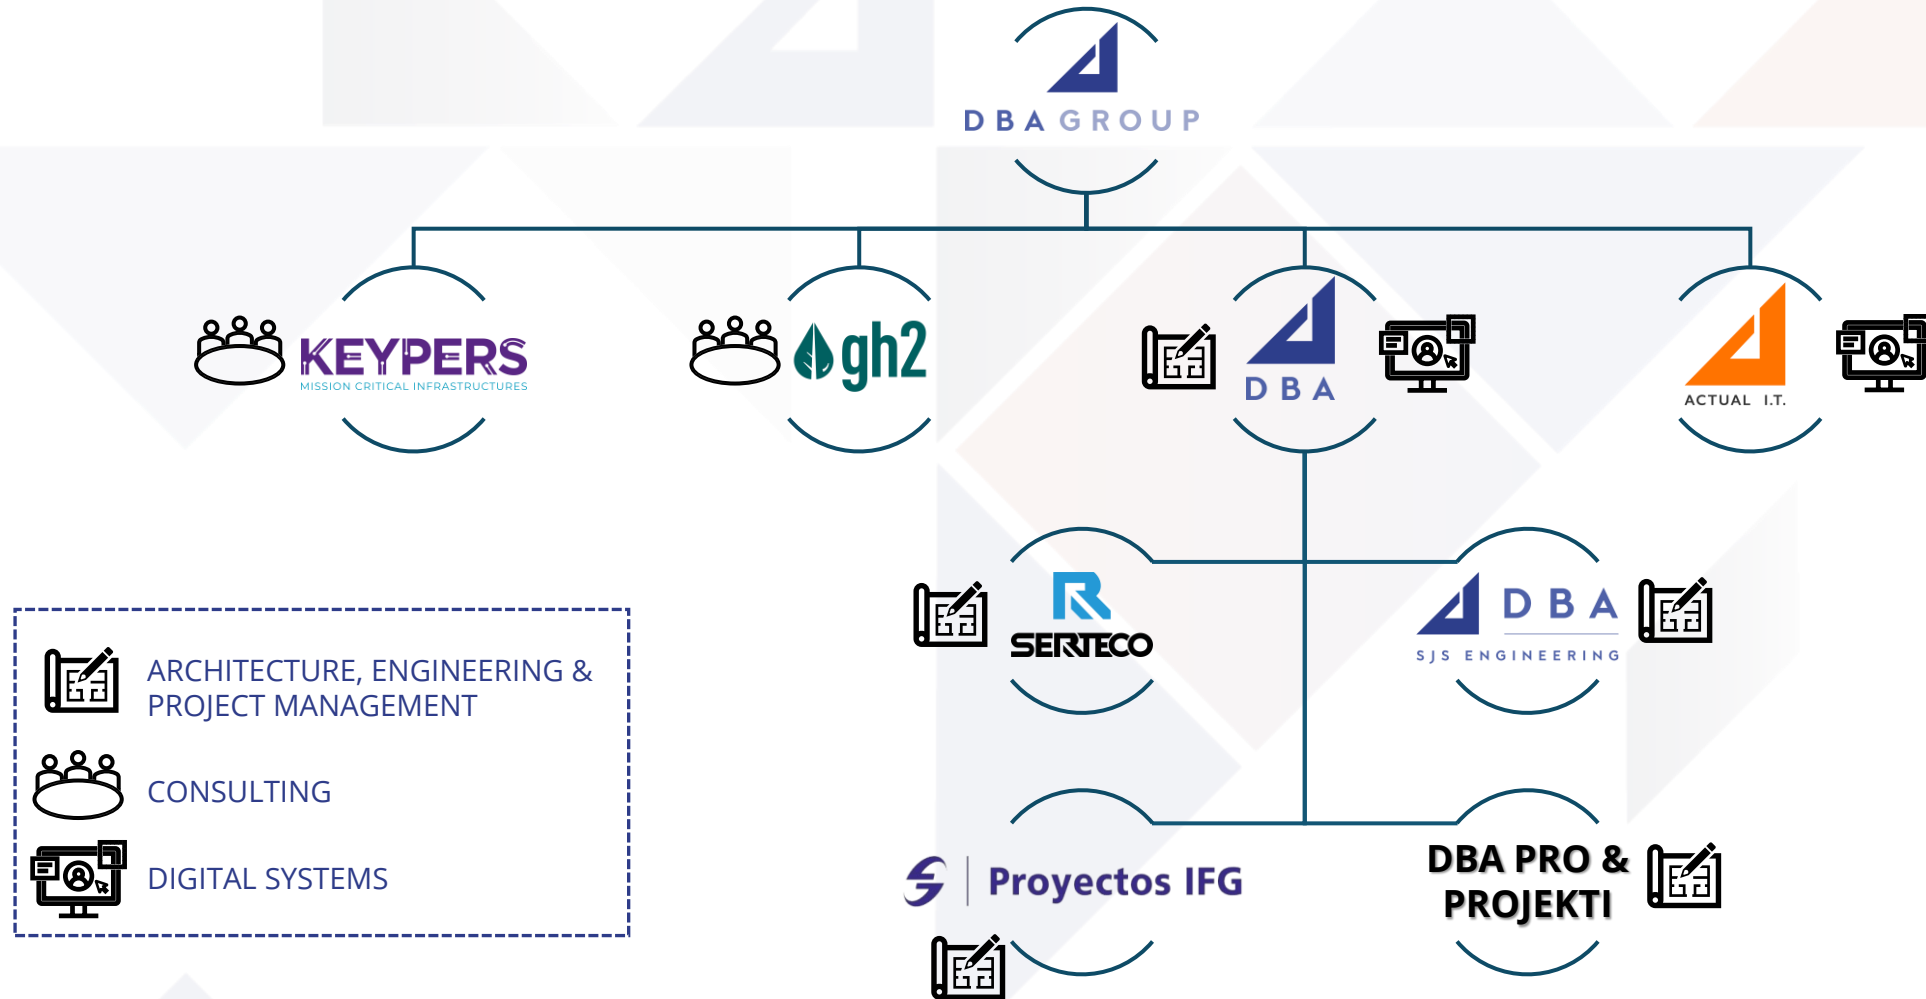 DBA GROUP
KEYPERS
MISSION CRITICAL INFRASTRUCTURES
gh2
DBA
ACTUAL I.T.
SERTECO
DBA
SJS ENGINEERING
Proyectos IFG
DBA PRO &
PROJEKTI
ARCHITECTURE, ENGINEERING &
PROJECT MANAGEMENT
CONSULTING
DIGITAL SYSTEMS